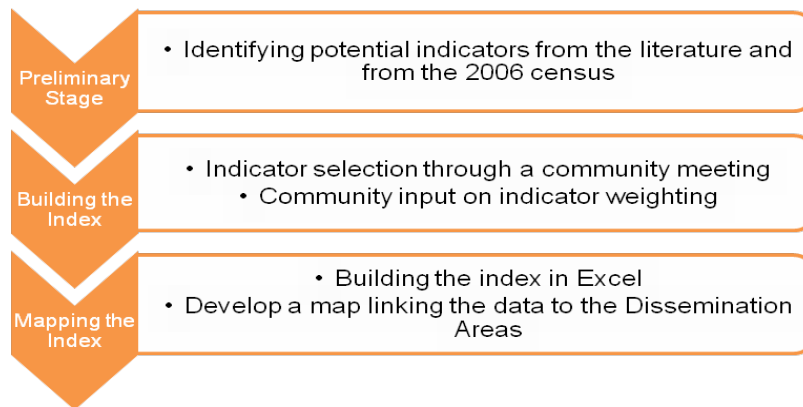 Preliminary
Stage
• Identifying potential indicators from the literature and
from the 2006 census
Building the
Index
• Indicator selection through a community meeting
• Community input on indicator weighting
Mapping the
Index
• Building the index in Excel
• Develop a map linking the data to the Dissemination
Areas